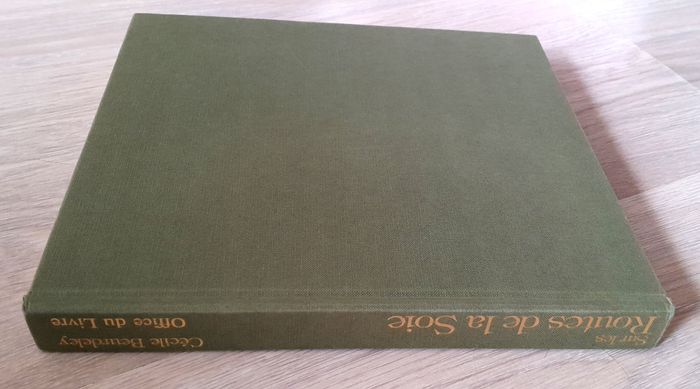 Sur les
Routes de la Soie
Cécile Beurdeley
Office du Livre